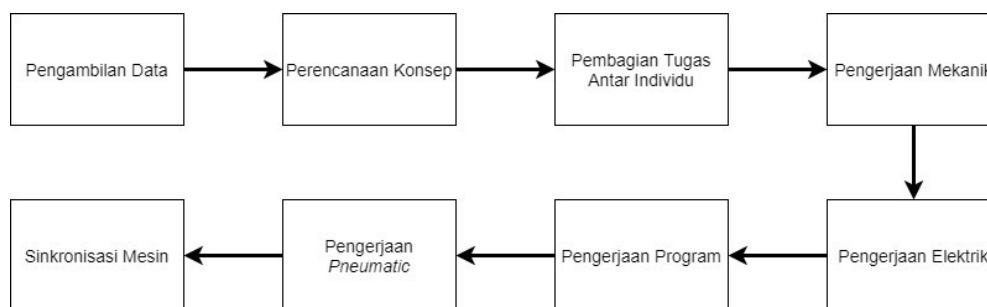 Pengambilan Data
Perencanaan Konsep
Pembagian Tugas
Antar Individu
Pengerjaan Mekanik
Pengerjaan Elektrik
Pengerjaan Program
Pengerjaan
Pneumatic
Sinkronisasi Mesin